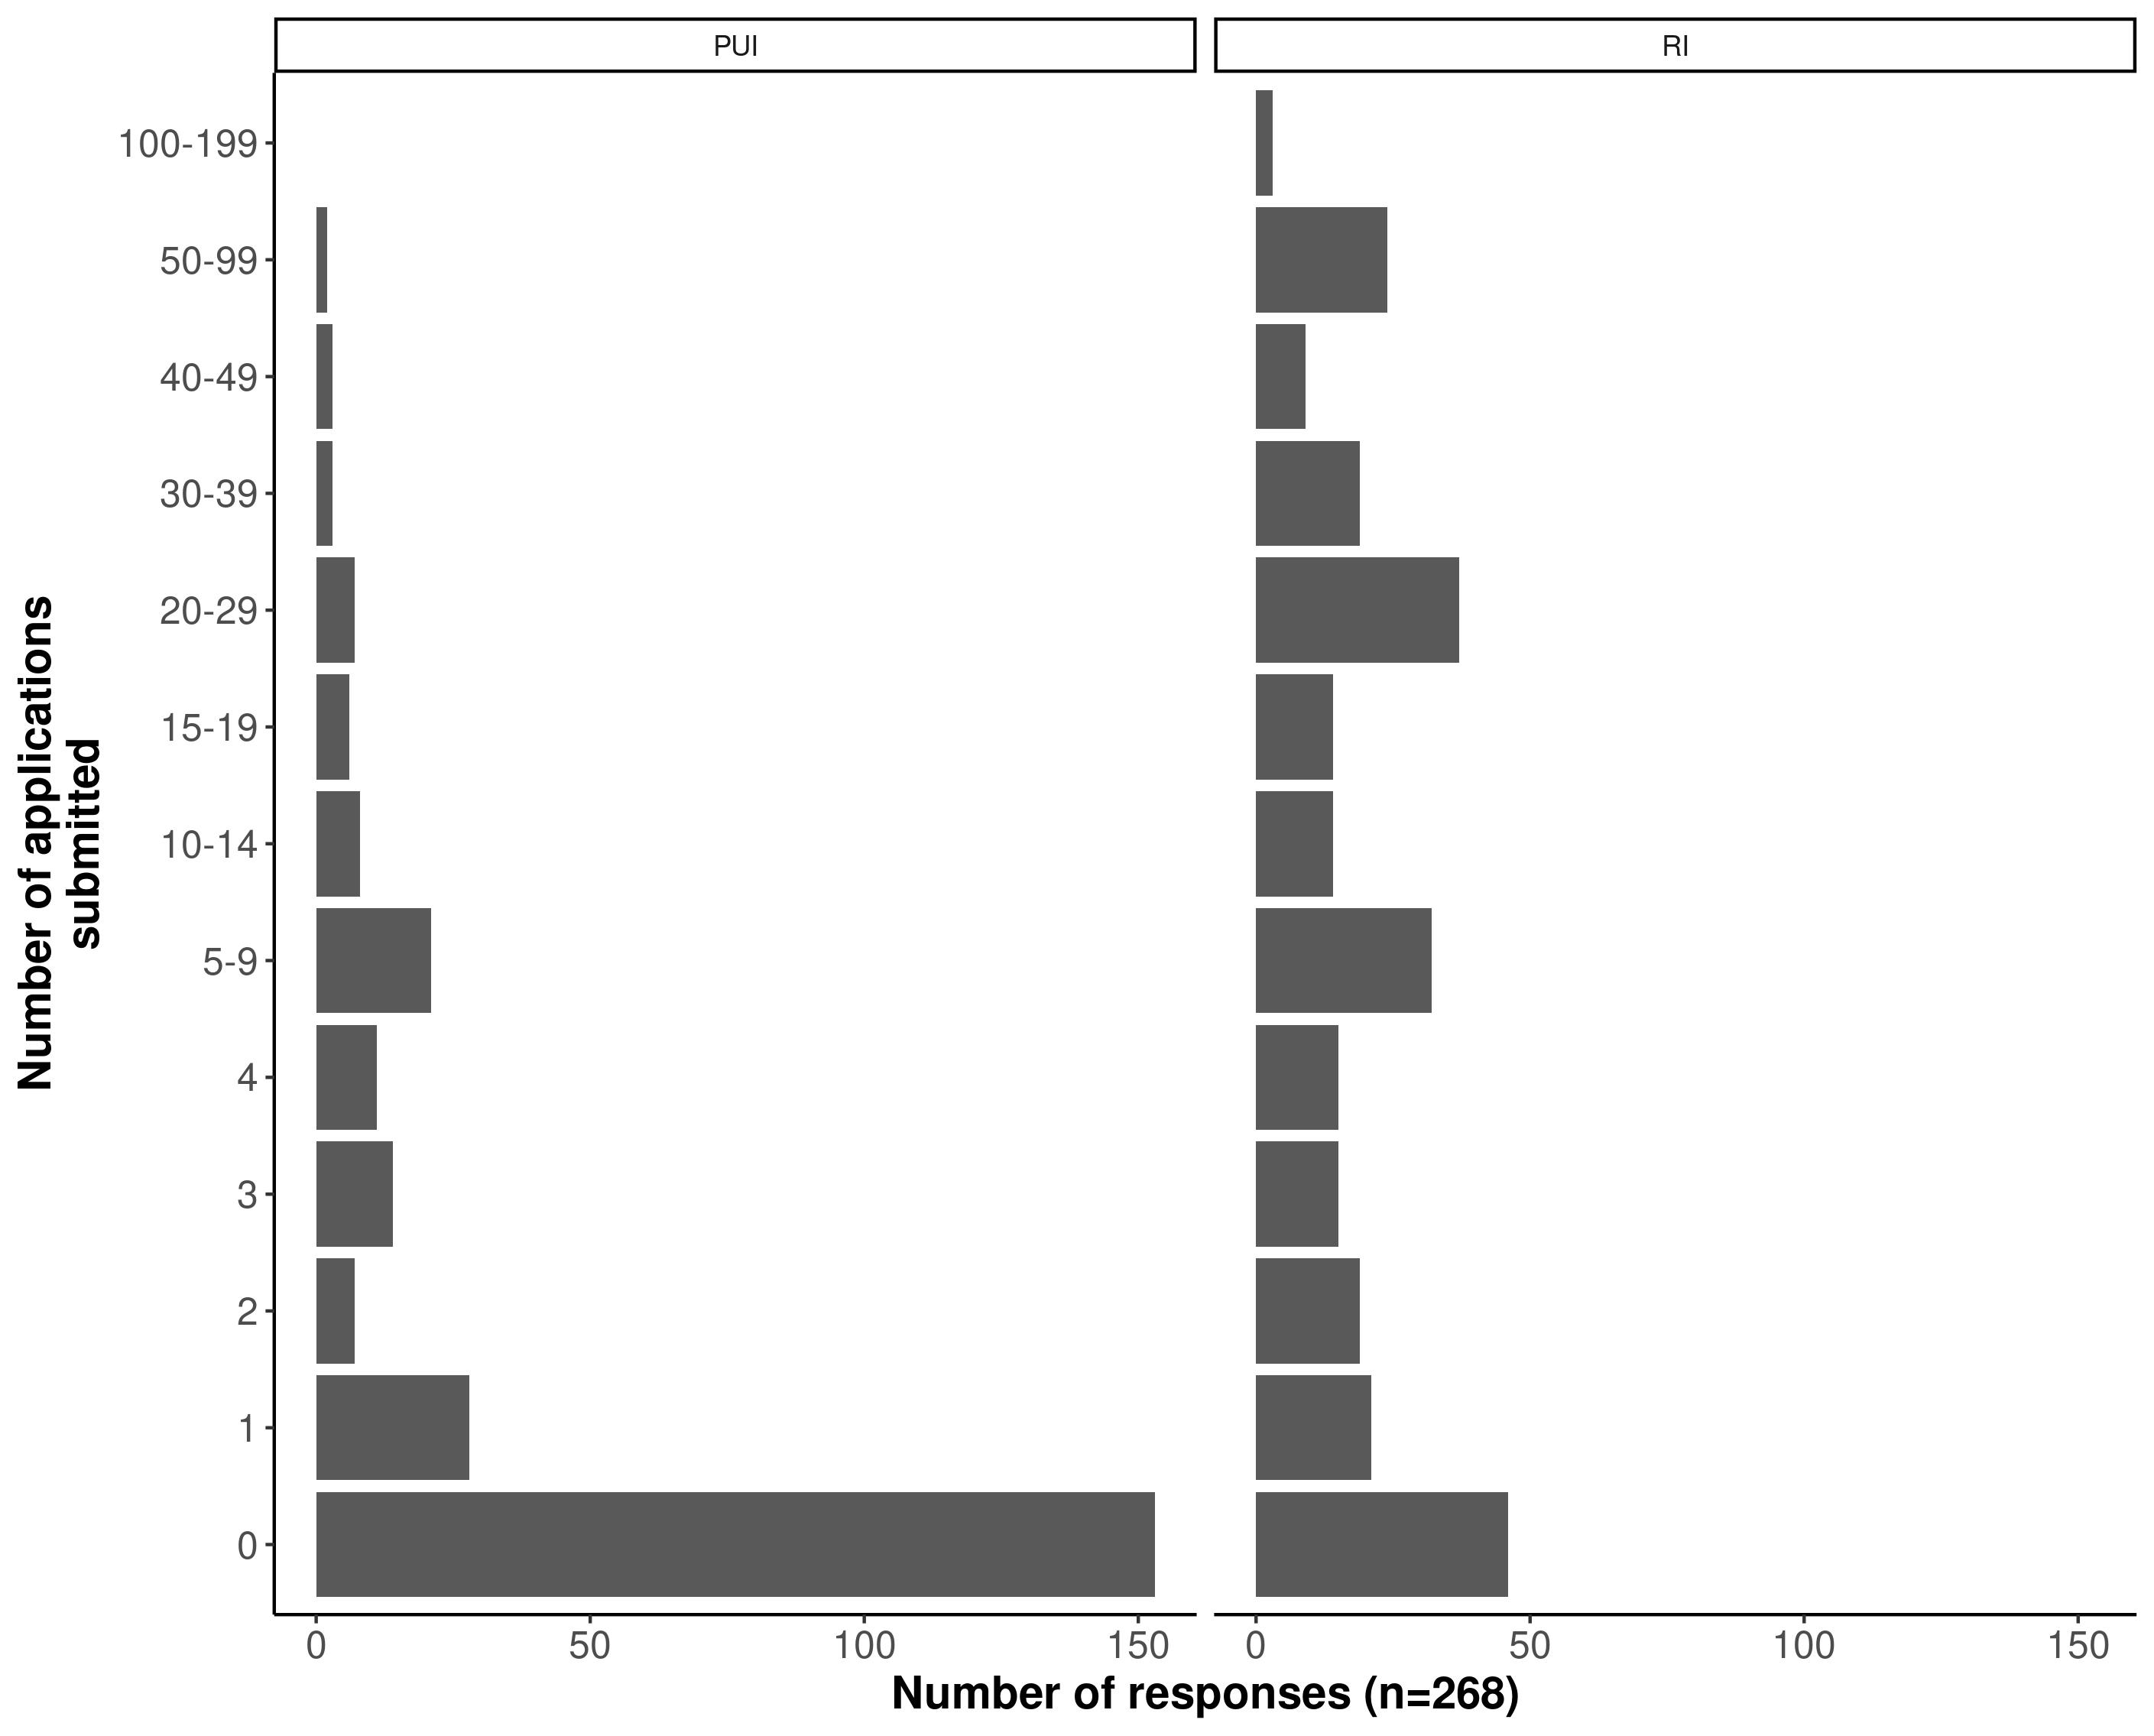 PUI
RI
Number of applications
submitted
100-199
50-99
40-49
30-39
20-29
15-19
10-14
5-9
4
3
2
1
0
0 50 100 150
0 50 100 150
Number of responses (n=268)